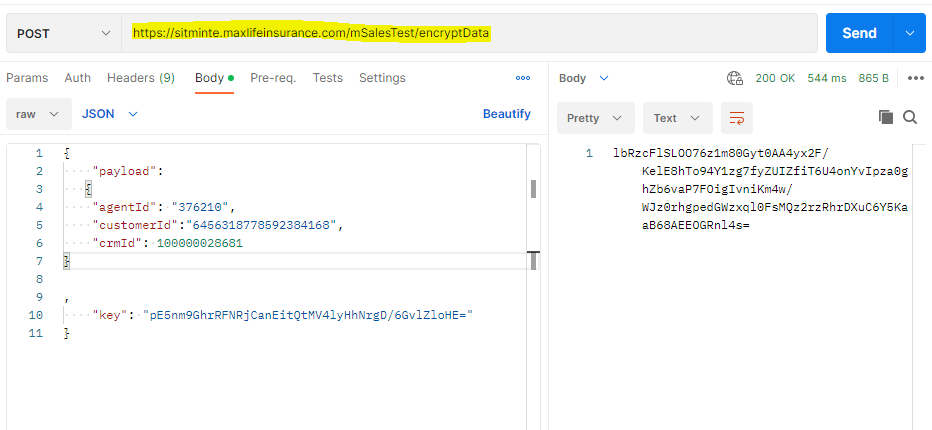 POST
https://sitminte.maxlifeinsurance.com/mSalesTest/encryptData
Send
Params Auth Headers (9) Body Pre-req. Tests Settings
raw JSON Beautify
1 {
2 "payload":
3 {
4 "agentId": "376210",
5 "customerId":"6456318778592384168",
6 "crmId": 100000028681
7 }
8
9 ,
10 "key": "pE5nm9GhrRFNRjCanEitQtMV4lyHhNrgD/6GvlZloHE="
11 }
Body 200 OK 544 ms 865 B
Pretty Text
1 lbRzcFlSLOO76z1m80Gyt0AA4yx2F/
KelE8hTo94Y1zg7fyZUIZfiT6U4onYvIpza0g
hZb6vaP7FOigIvniKm4w/
WJz0rhgpedGWzxql0FsMQz2rzRhrDXuC6Y5Ka
aB68AEEOGRnl4s=